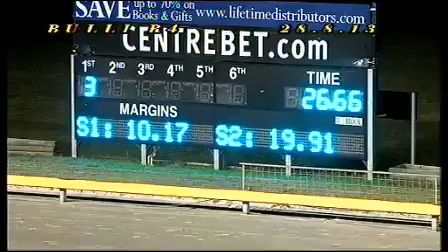 SAVE up to 70% on Books & Gifts www.lifetimedistributors.com
BULLI R4 28.8.13
CENTREBET.com
1ST 2ND 3RD 4TH 5TH 6TH TIME
3 26.66
MARGINS
S1: 10.17 S2: 19.91